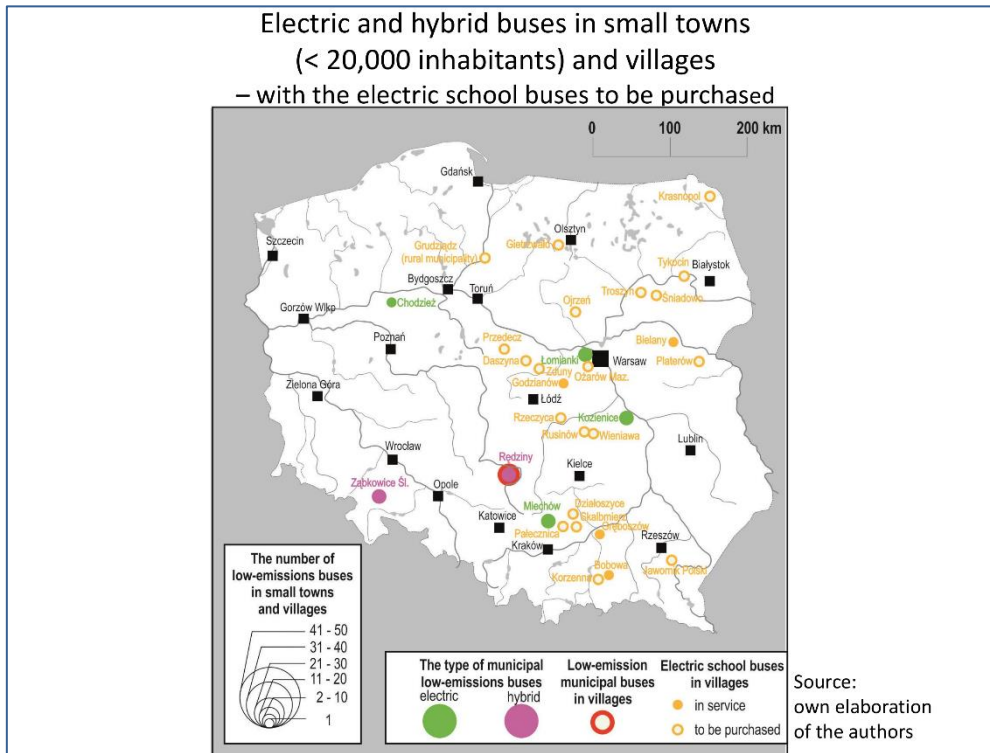 Electric and hybrid buses in small towns
(< 20,000 inhabitants) and villages
– with the electric school buses to be purchased
0 100 200 km
Gdańsk
Krasnopol
Olsztyn
Gietrzwałd
Szczecin
Grudziądz
(rural municipality)
Tykocin
Białystok
Bydgoszcz
Toruń
Troszyn
Śniadowo
Chodzież
Ojrzeń
Gorzów Wlkp
Poznań
Przedecz
Bielany
Daszyna
Łomianki
Warsaw
Platerów
Zduny
Ożarów Maz.
Godzianów
Zielona Góra
Łódź
Rzeczyca
Kozienice
Rusinów
Wieniawa
Lublin
Wrocław
Rędziny
Kielce
Ząbkowice Śl.
Opole
Miechów
Działoszyce
Skalbmierz
Katowice
Pałecznica
Gręboszów
Kraków
Rzeszów
Jawornik Polski
Bobowa
Korzenna
The number of
low-emissions buses
in small towns
and villages
41 - 50
31 - 40
21 - 30
11 - 20
2 - 10
1
The type of municipal
low-emissions buses
electric
hybrid
Low-emission
municipal buses
in villages
Electric school buses
in villages
in service
to be purchased
Source:
own elaboration
of the authors